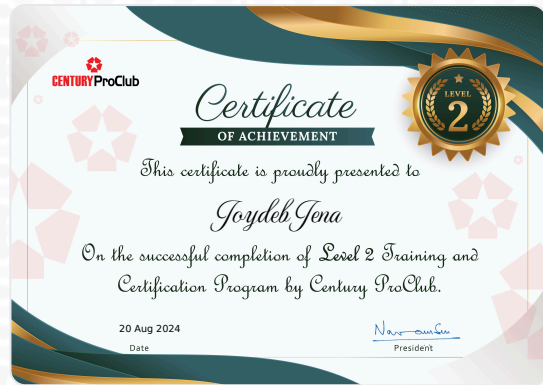 CENTURY ProClub
LEVEL
2
Certificate
OF ACHIEVEMENT
This certificate is proudly presented to
Joydeb Jena
On the successful completion of Level 2 Training and
Certification Program by Century ProClub.
20 Aug 2024
Date
President